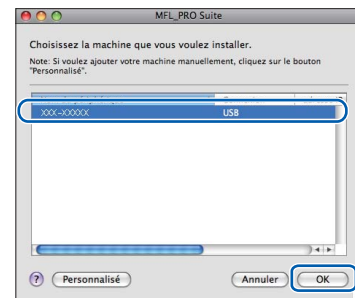 MFL_PRO Suite
Choisissez la machine que vous voulez installer.
Note: Si voulez ajouter votre machine manuellement, cliquez sur le bouton
"Personnalisé".
XXX-XXXXX USB
? Personnalisé Annuler OK